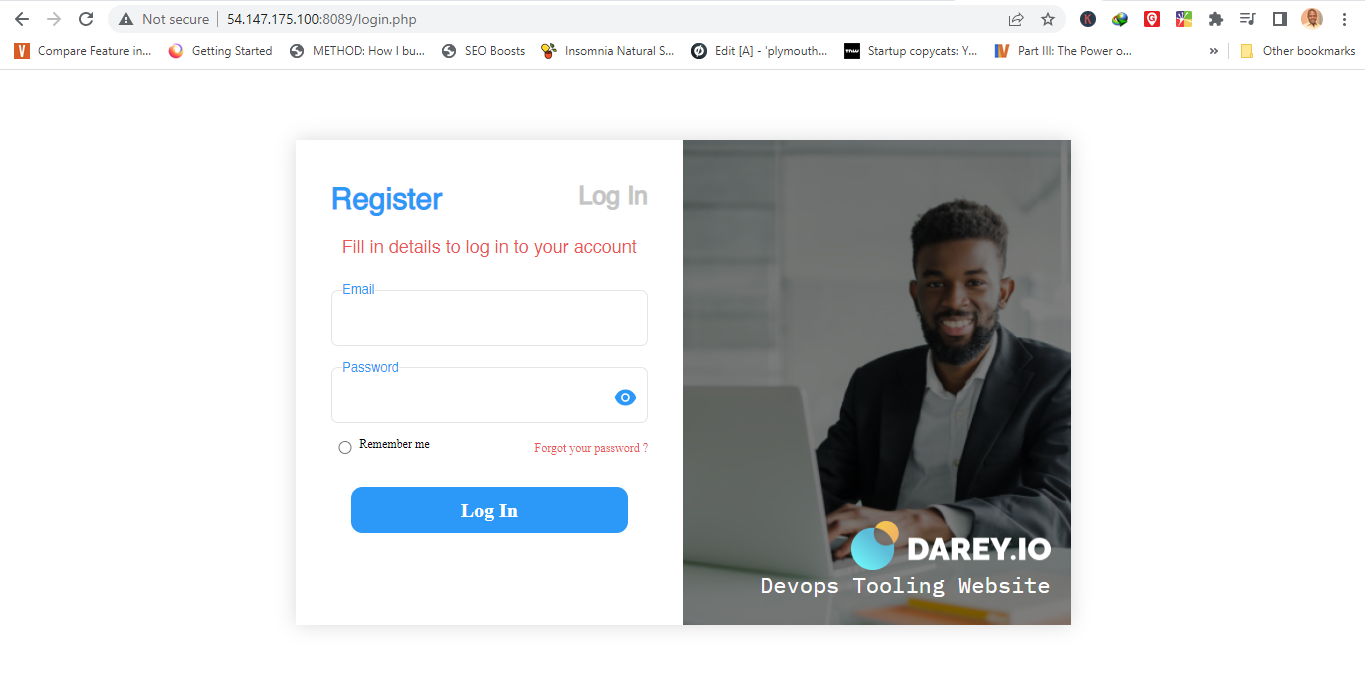 Not secure
54.147.175.100:8089/login.php
Compare Feature in...
Getting Started
METHOD: How I bu...
SEO Boosts
Insomnia Natural S...
Edit [A] - 'plymouth...
Startup copycats: Y...
Part III: The Power o...
»
Other bookmarks
Register
Log In
Fill in details to log in to your account
Email
Password
Remember me
Forgot your password ?
Log In
DAREY.IO
Devops Tooling Website